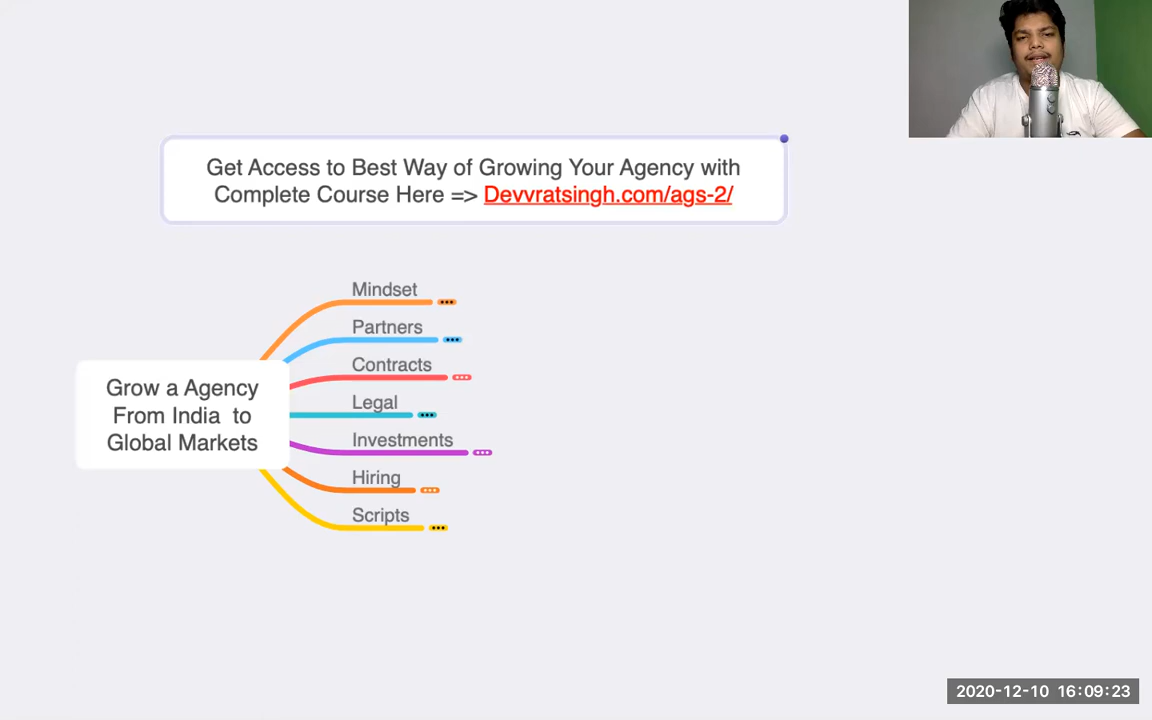 Get Access to Best Way of Growing Your Agency with
Complete Course Here => Devvratsingh.com/ags-2/
Mindset
Partners
Contracts
Legal
Investments
Hiring
Scripts
Grow a Agency
From India to
Global Markets
2020-12-10 16:09:23